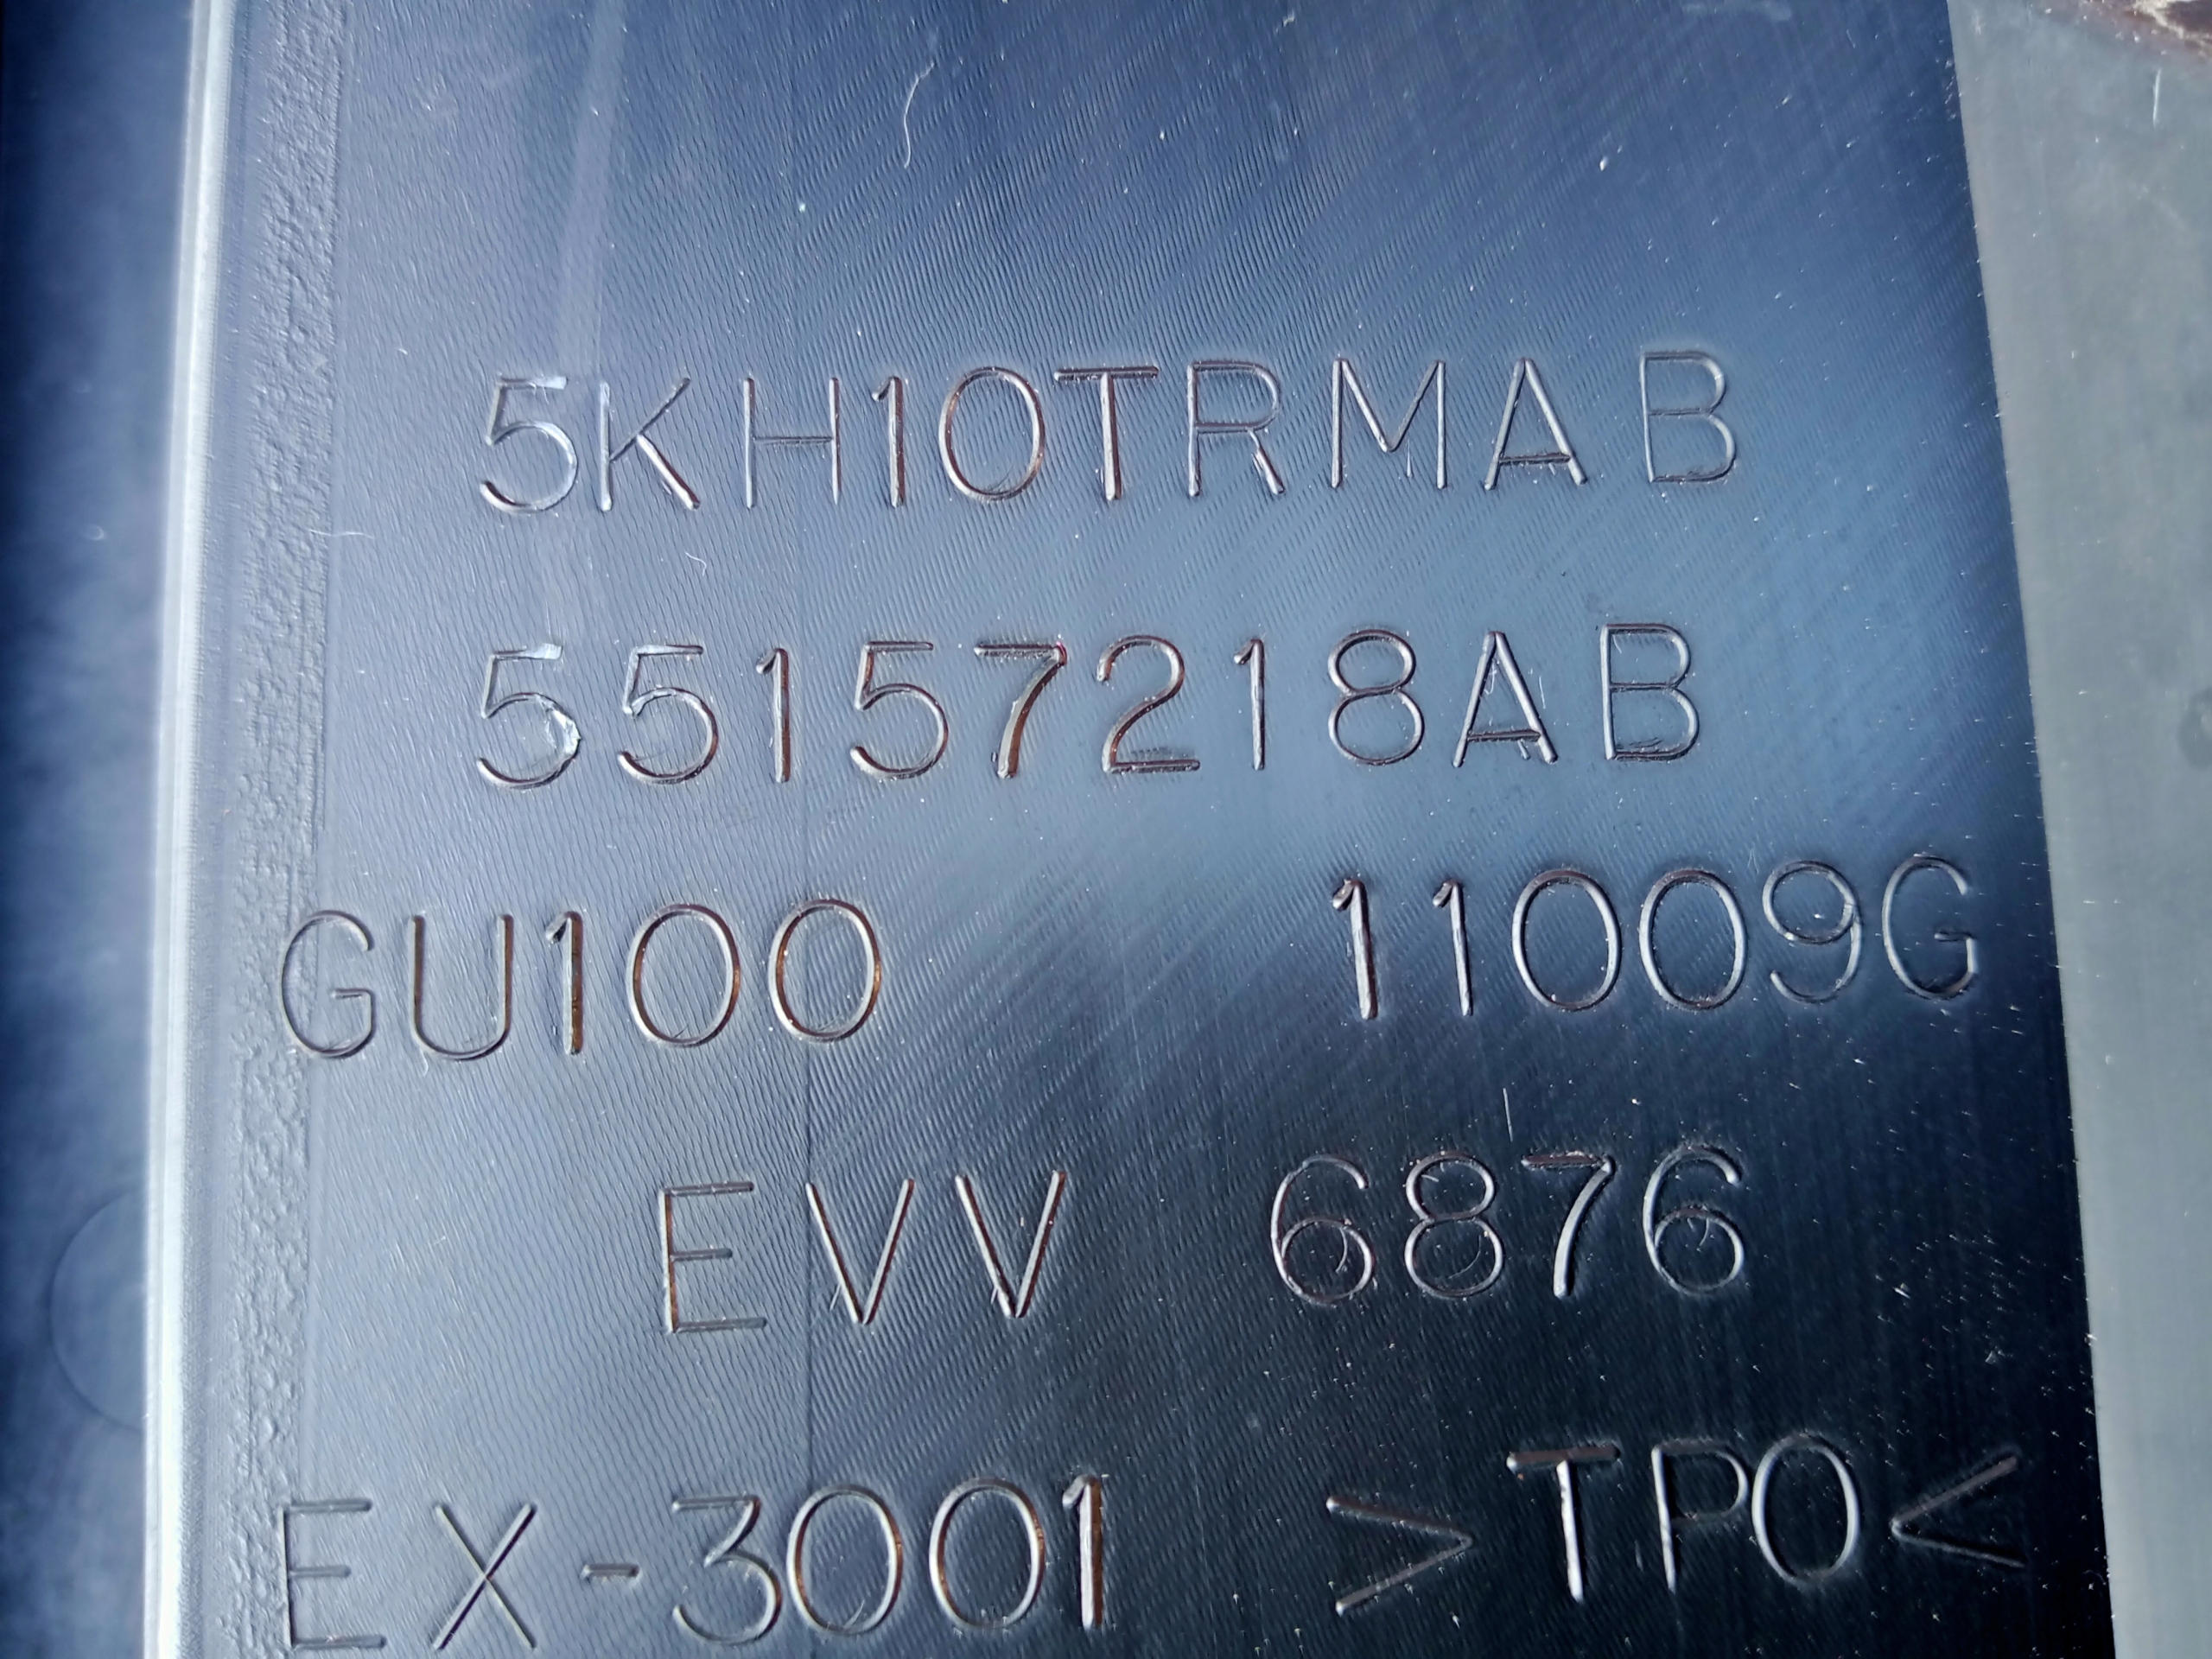 5KH10TRMAB
55157218AB
GU100 11009G
EVV 6876
EX-3001 >TPO<